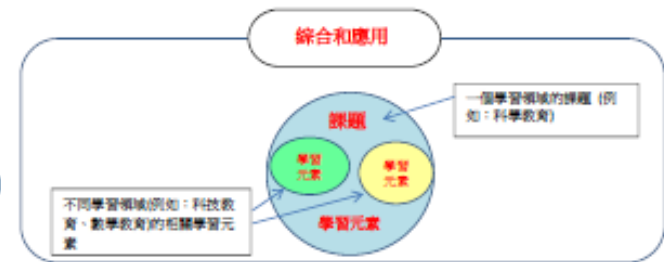 綜合和應用
一個學習領域的課題 (例
如：科學教育)
課題
學習
元素
學習
元素
不同學習領域(例如：科技教
育、數學教育)的相關學習元
素
學習元素